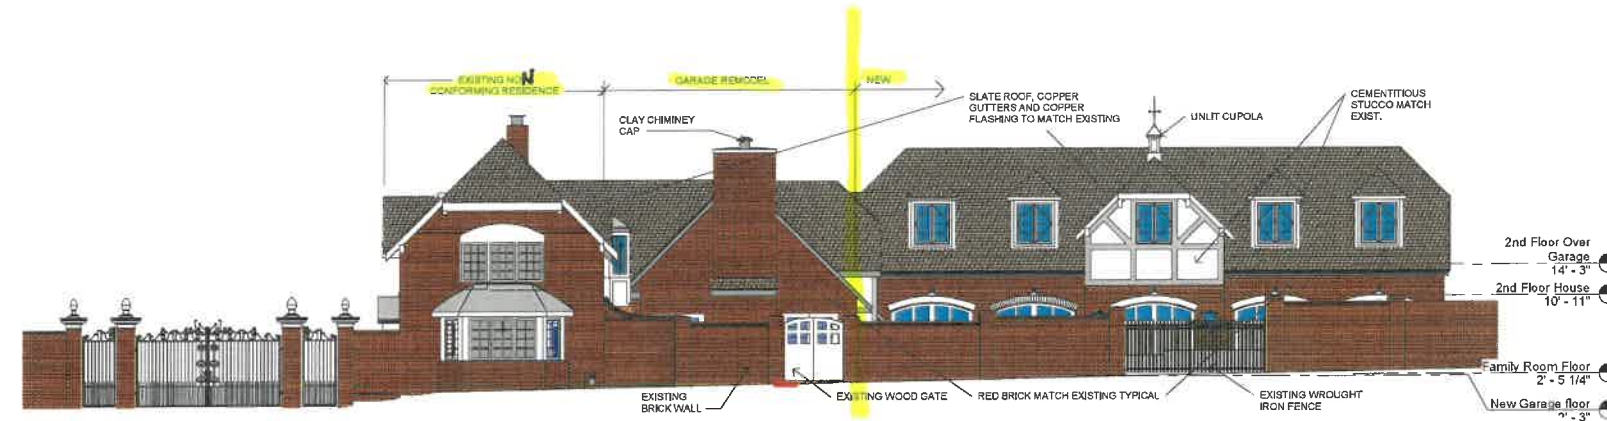 EXISTING NON
CONFORMING RESIDENCE
GARAGE REMODEL
NEW
CLAY CHIMINEY
CAP
SLATE ROOF, COPPER
GUTTERS AND COPPER
FLASHING TO MATCH EXISTING
UNLIT CUPOLA
CEMENTITIOUS
STUCCO MATCH
EXIST.
2nd Floor Over
Garage
14' - 3"
2nd Floor House
10' - 11"
Family Room Floor
2' - 5 1/4"
New Garage floor
2' - 3"
EXISTING
BRICK WALL
EXISTING WOOD GATE
RED BRICK MATCH EXISTING TYPICAL
EXISTING WROUGHT
IRON FENCE